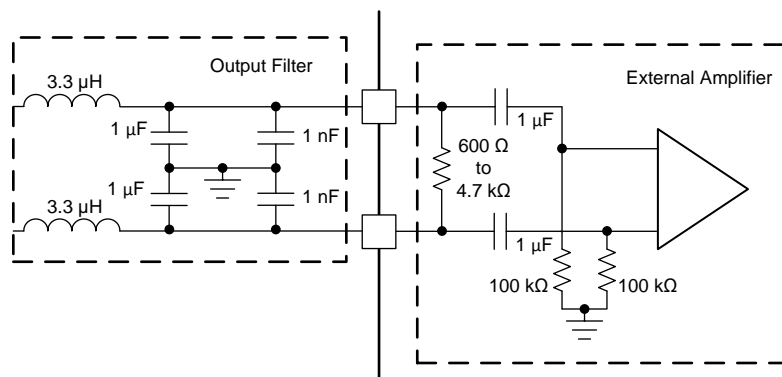 Output Filter
3.3 µH
1 µF
1 nF
1 µF
1 nF
3.3 µH
External Amplifier
1 µF
600 Ω
to
4.7 kΩ
1 µF
100 kΩ
100 kΩ